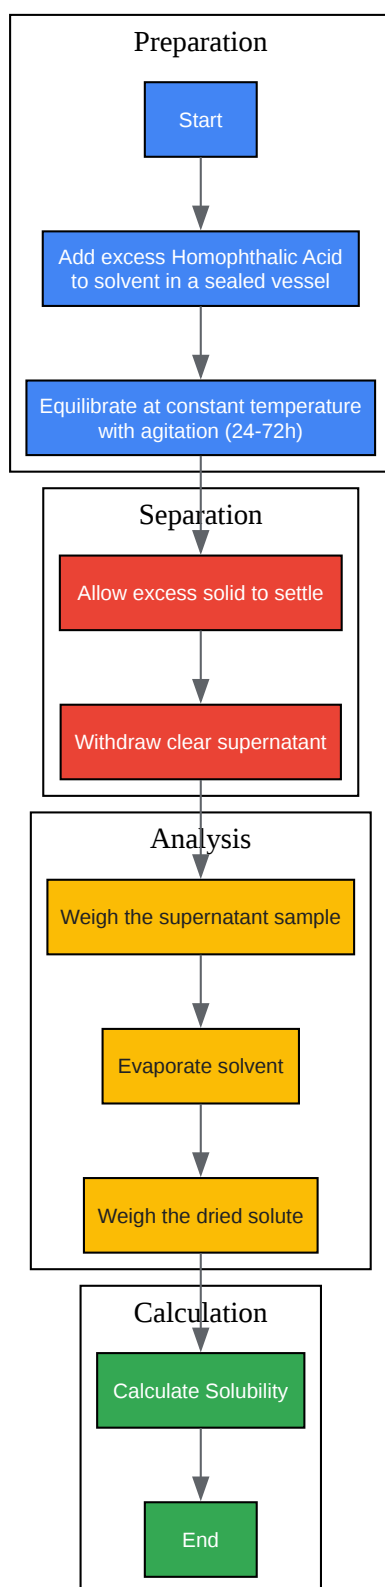 Preparation
Start
Add excess Homophthalic Acid
to solvent in a sealed vessel
Equilibrate at constant temperature
with agitation (24-72h)
Separation
Allow excess solid to settle
Withdraw clear supernatant
Analysis
Weigh the supernatant sample
Evaporate solvent
Weigh the dried solute
Calculation
Calculate Solubility
End